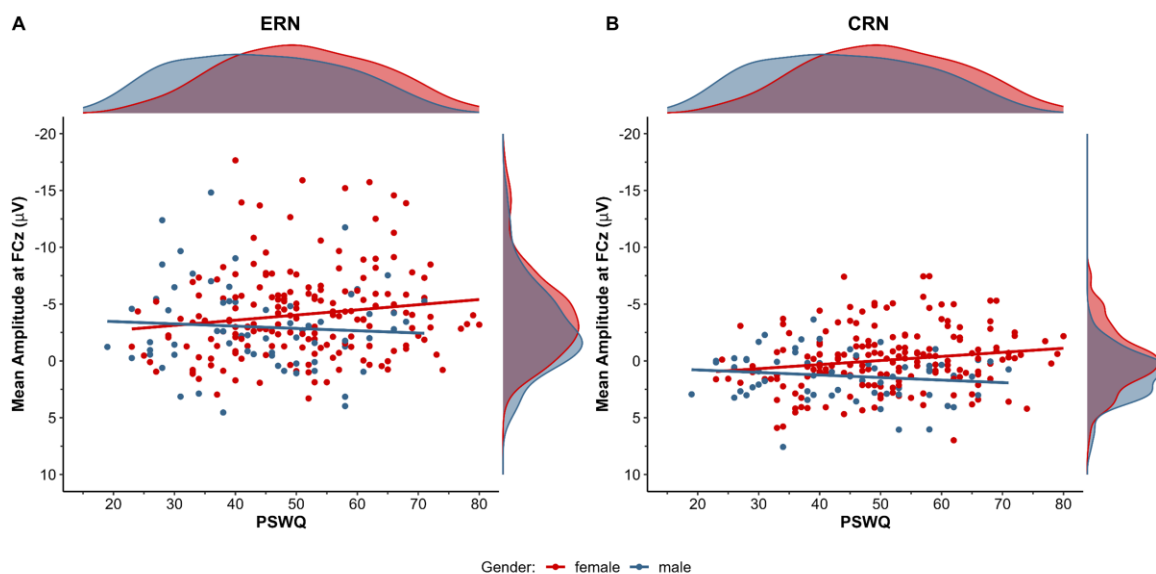 A ERN
B CRN
Mean Amplitude at FCz (µV)
-20
-15
-10
-5
0
5
10
20 30 40 50 60 70 80
PSWQ
Mean Amplitude at FCz (µV)
-20
-15
-10
-5
0
5
10
20 30 40 50 60 70 80
PSWQ
Gender: female male